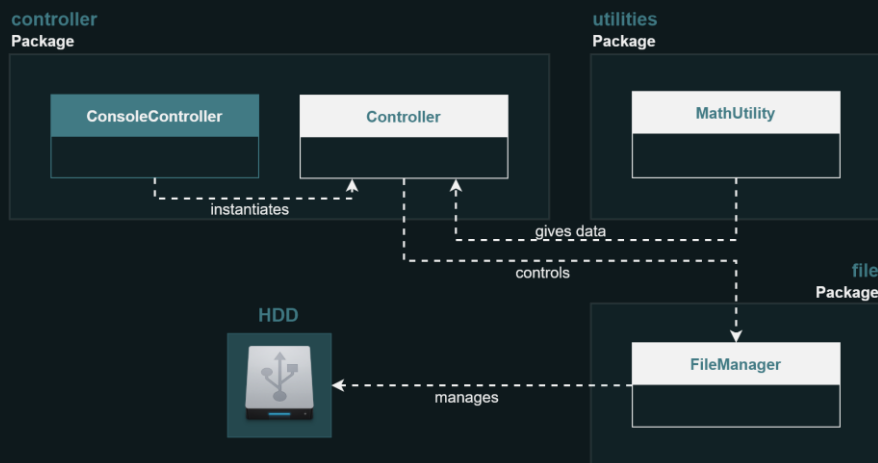 controller
Package
ConsoleController
Controller
instantiates
utilities
Package
MathUtility
gives data
controls
file
Package
FileManager
manages
HDD